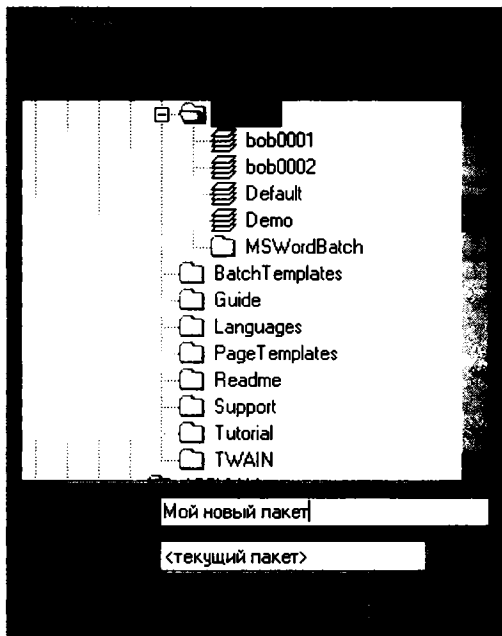 bob0001
bob0002
Default
Demo
MSWordBatch
BatchTemplates
Guide
Languages
PageTemplates
Readme
Support
Tutorial
TWAIN
Мой новый пакет
<текущий пакет>